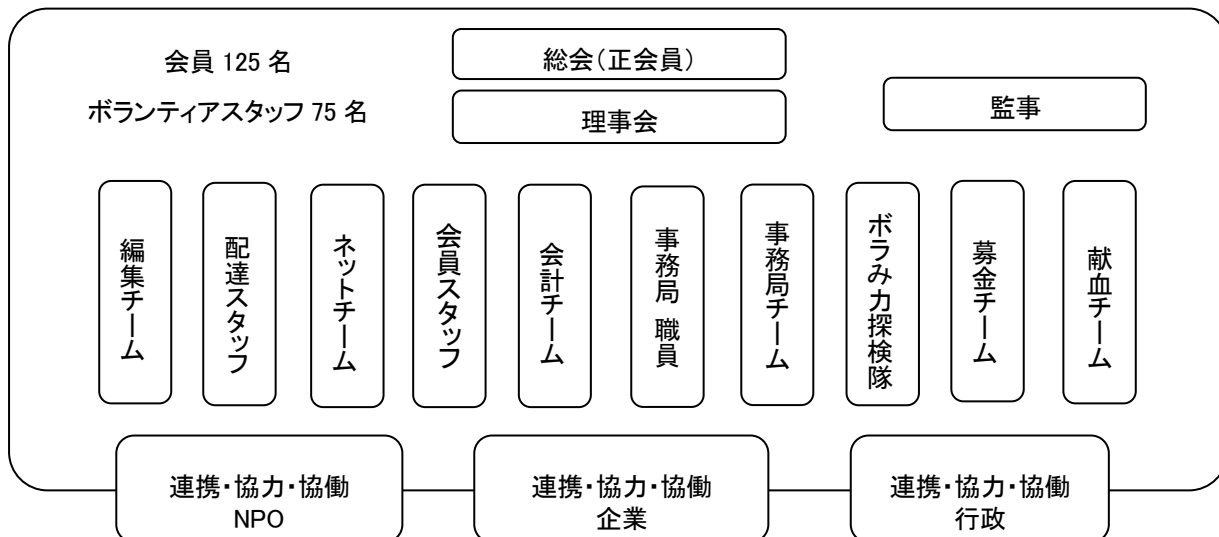 会員 125 名
ボランティアスタッフ 75 名
総会(正会員)
理事会
監事
編集チーム
配達スタッフ
ネットチーム
会員スタッフ
会計チーム
事務局 職員
事務局チーム
ボラみ力探検隊
募金チーム
献血チーム
連携・協力・協働
NPO
連携・協力・協働
企業
連携・協力・協働
行政